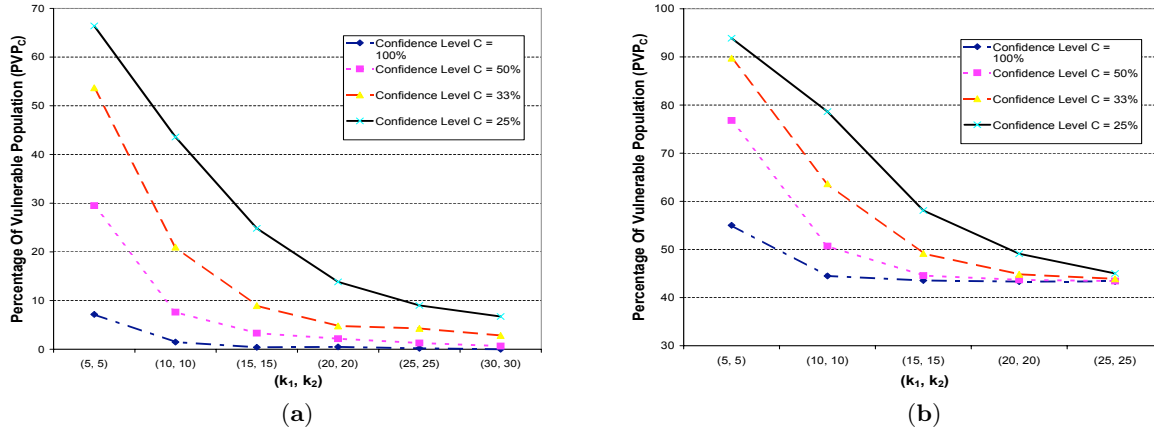 70
60
50
40
30
20
10
0
Percentage Of Vulnerable Population (PVP_C)
Confidence Level C =
100%
Confidence Level C = 50%
Confidence Level C = 33%
Confidence Level C = 25%
(5, 5) (10, 10) (15, 15) (20, 20) (25, 25) (30, 30)
(k₁, k₂)
(a)
100
90
80
70
60
50
40
30
Percentage Of Vulnerable Population (PVP_C)
Confidence Level C =
100%
Confidence Level C = 50%
Confidence Level C = 33%
Confidence Level C = 25%
(5, 5) (10, 10) (15, 15) (20, 20) (25, 25)
(k₁, k₂)
(b)